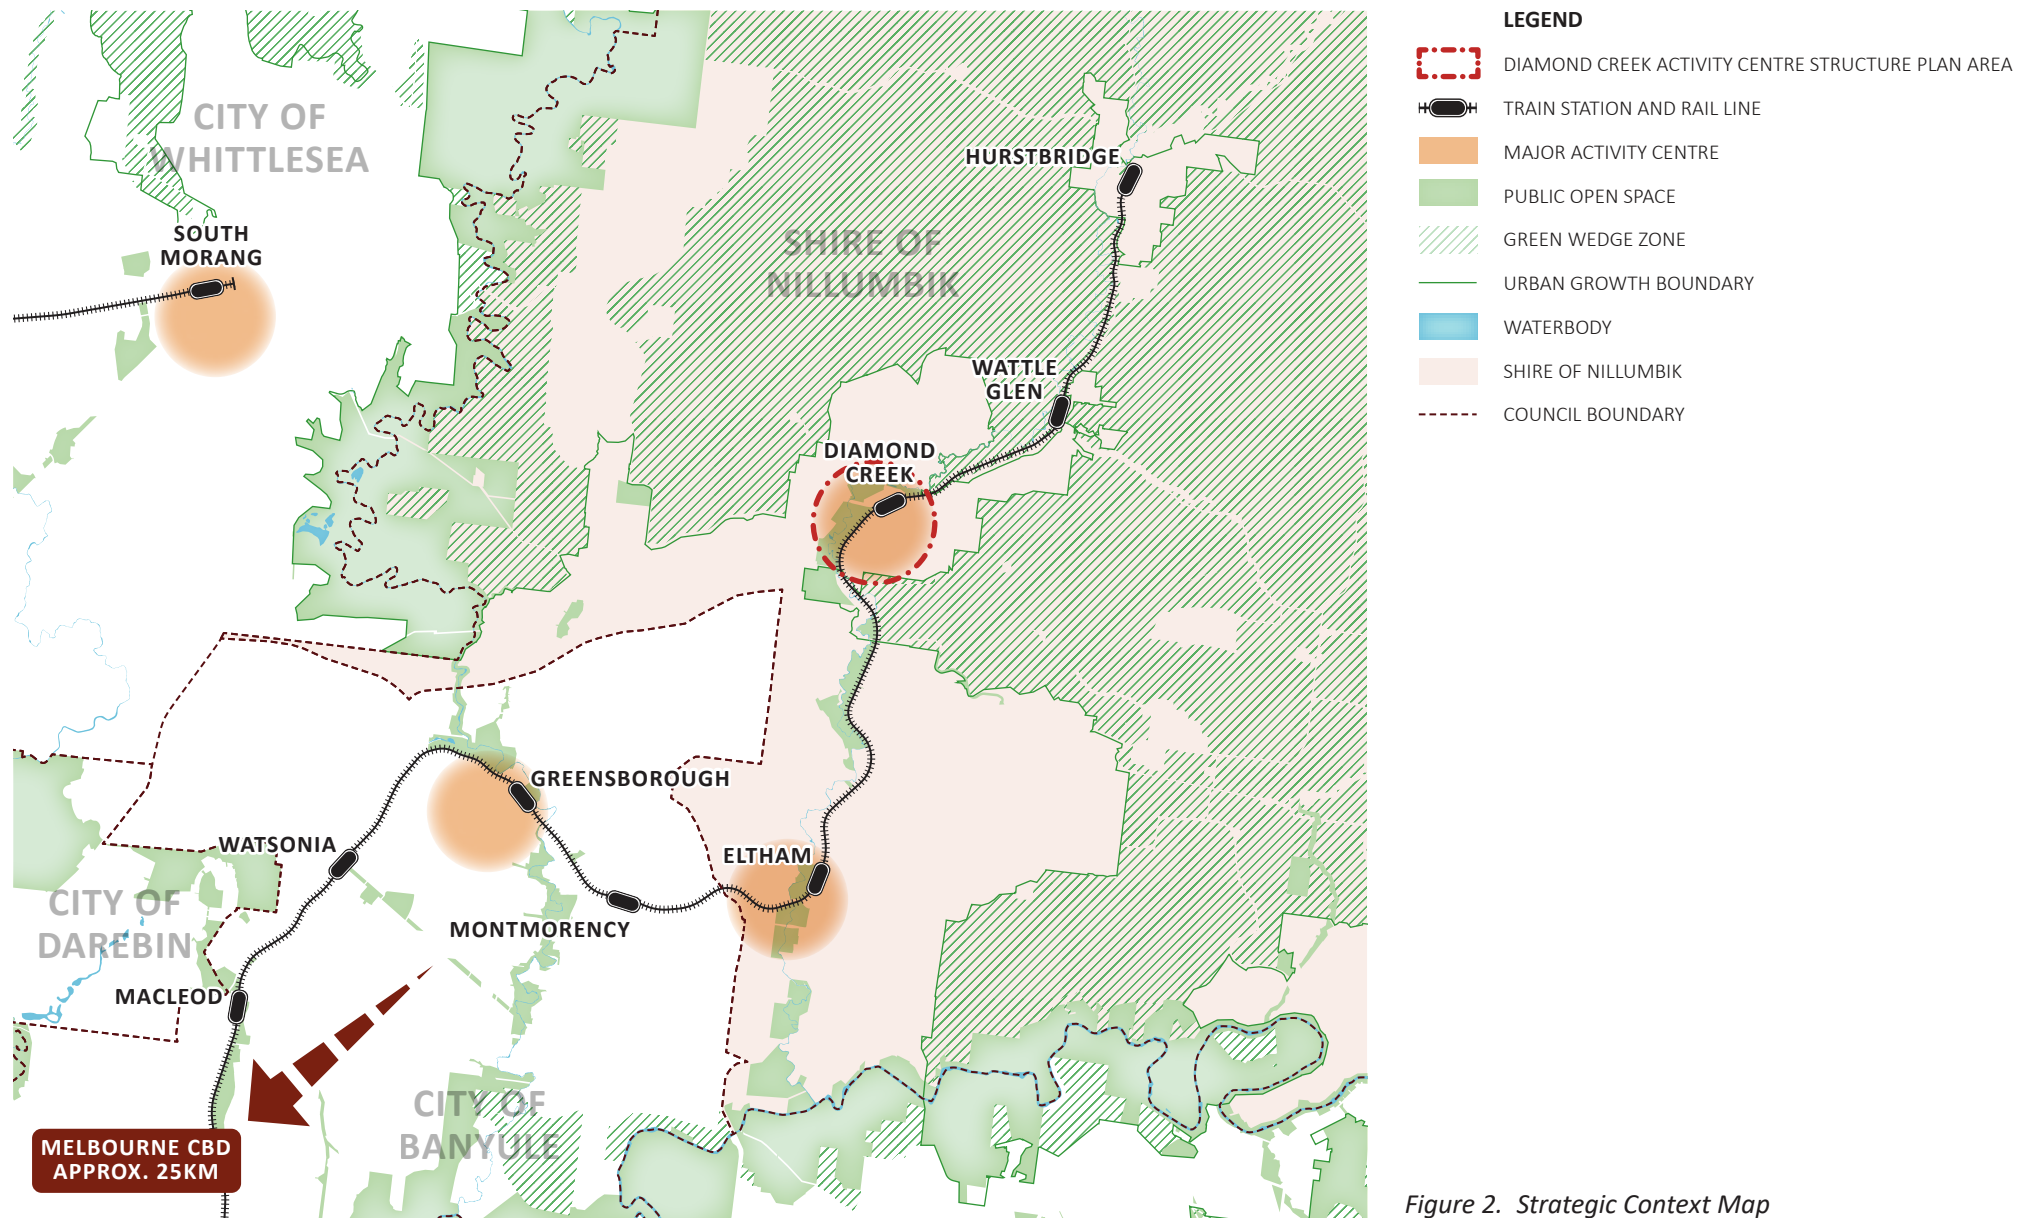 CITY OF
WHITTLESEA
SOUTH
MORANG
HURSTBRIDGE
SHIRE OF
NILLUMBIK
WATTLE
GLEN
DIAMOND
CREEK
GREENSBOROUGH
WATSONIA
ELTHAM
CITY OF
DAREBIN
MONTMORENCY
MACLEOD
CITY OF
BANYULE
MELBOURNE CBD
APPROX. 25KM
LEGEND
DIAMOND CREEK ACTIVITY CENTRE STRUCTURE PLAN AREA
TRAIN STATION AND RAIL LINE
MAJOR ACTIVITY CENTRE
PUBLIC OPEN SPACE
GREEN WEDGE ZONE
URBAN GROWTH BOUNDARY
WATERBODY
SHIRE OF NILLUMBIK
COUNCIL BOUNDARY
Figure 2. Strategic Context Map